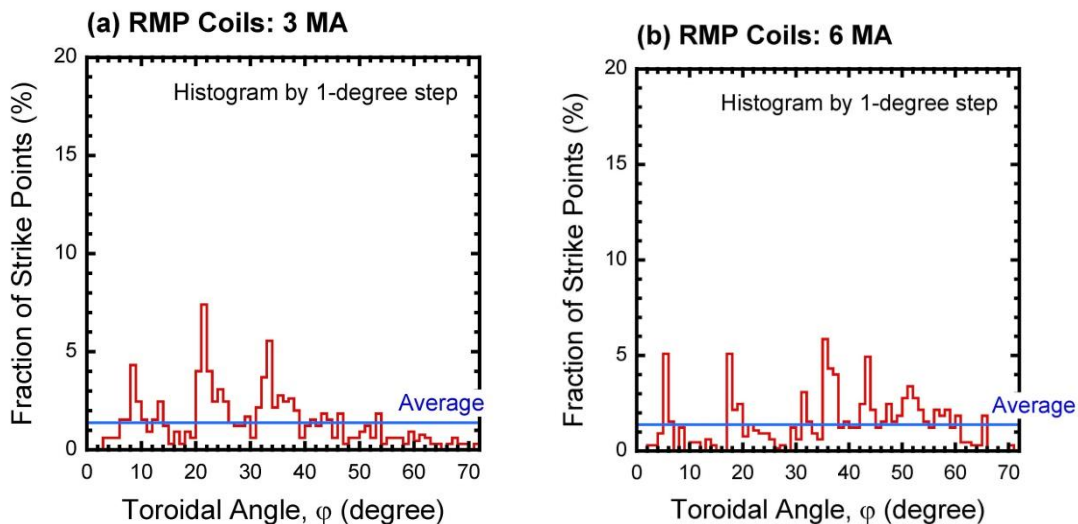 (a) RMP Coils: 3 MA
Fraction of Strike Points (%)
20
15
10
5
0
Histogram by 1-degree step
Average
0 10 20 30 40 50 60 70
Toroidal Angle, φ (degree)
(b) RMP Coils: 6 MA
Fraction of Strike Points (%)
20
15
10
5
0
Histogram by 1-degree step
Average
0 10 20 30 40 50 60 70
Toroidal Angle, φ (degree)